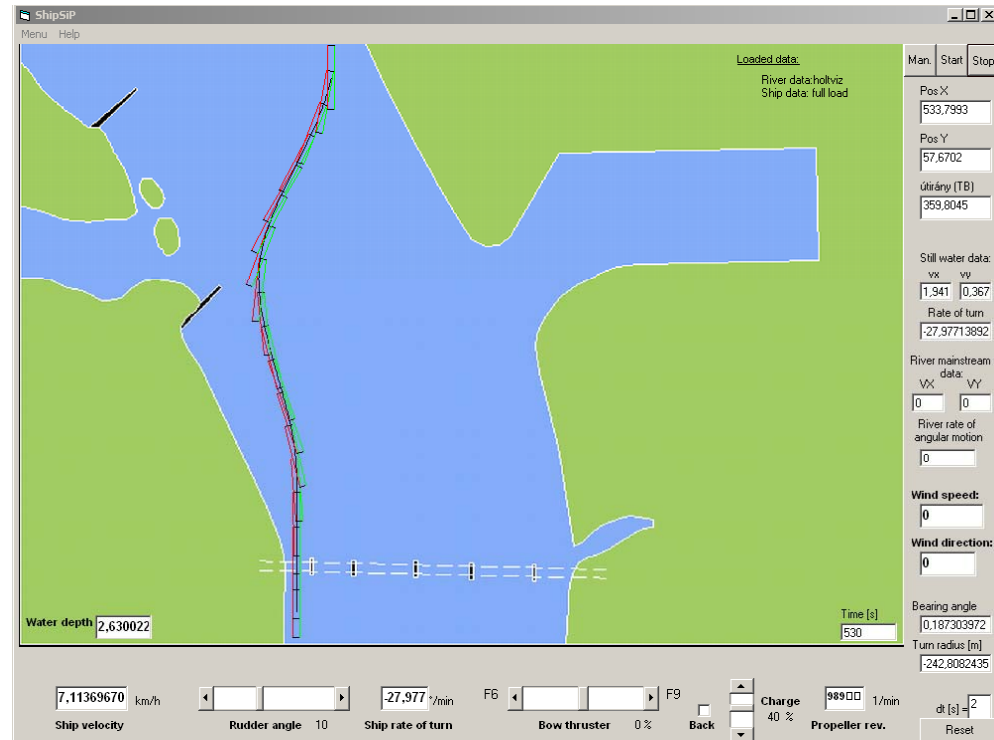 ShipSiP
Menu Help
Loaded data:
River data:holtviz
Ship data: full load
Man. Start Stop
Pos X
533,7993
Pos Y
57,6702
útirány (TB)
359,8045
Still water data:
vx vy
1,941 0,367
Rate of turn
-27,97713892
River mainstream
data:
VX VY
0 0
River rate of
angular motion
0
Wind speed:
0
Wind direction:
0
Bearing angle
0,187303972
Turn radius [m]
-242,8082435
dt [s] = 2
Reset
Water depth 2,630022
Time [s]
530
7,11369670 km/h
Ship velocity
Rudder angle 10
-27,977 °/min
Ship rate of turn
F6 F9
Bow thruster 0 %
Back
Charge
40 %
989 1/min
Propeller rev.